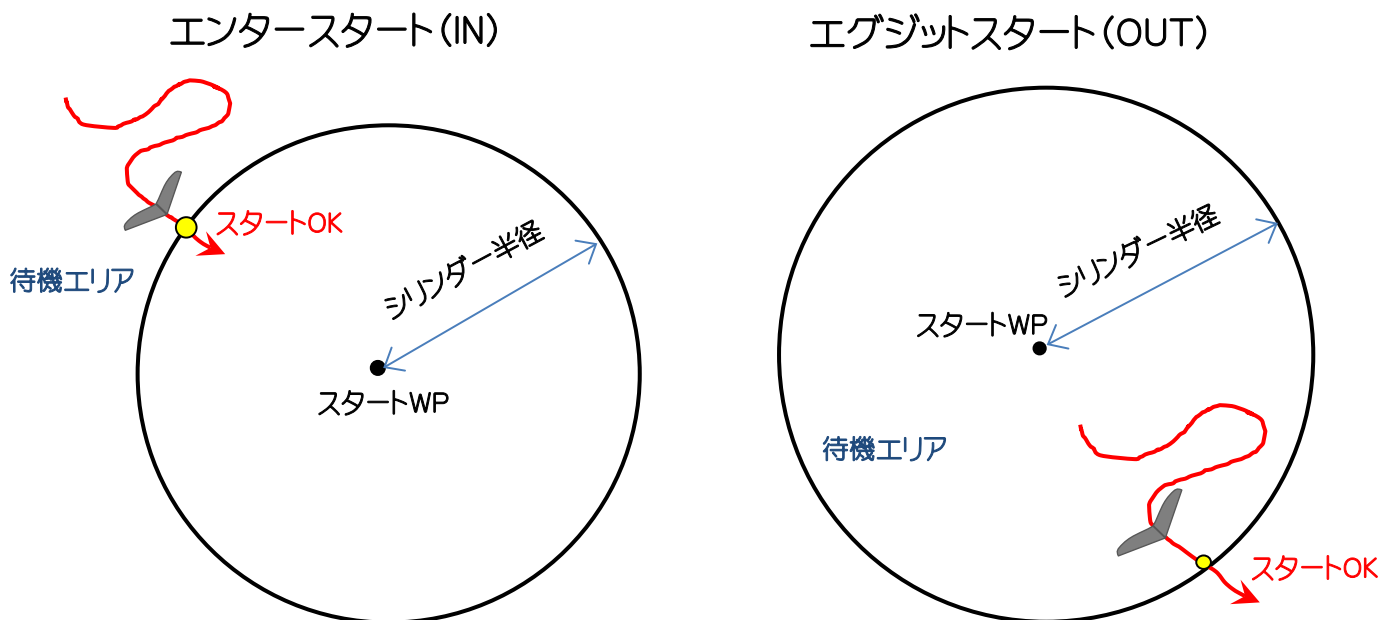 エンタースタート(IN)
スタートOK
待機エリア
シリンダー半径
スタートWP
エグジットスタート(OUT)
シリンダー半径
スタートWP
待機エリア
スタートOK